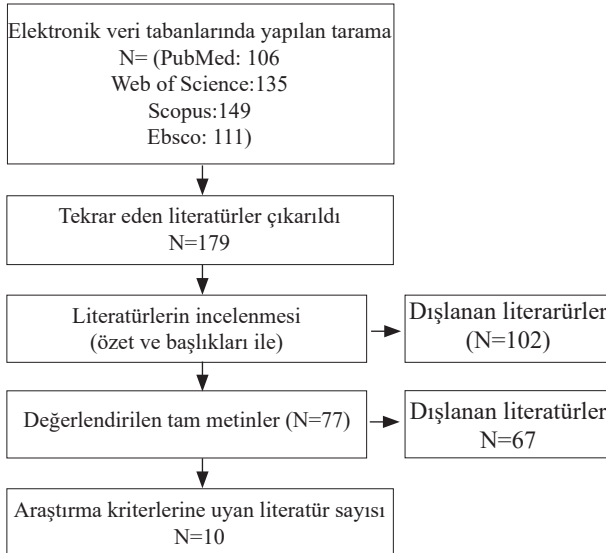 Elektronik veri tabanlarında yapılan tarama
N= (PubMed: 106
Web of Science:135
Scopus:149
Ebsco: 111)
Tekrar eden literatürler çıkarıldı
N=179
Literatürlerin incelenmesi
(özet ve başlıkları ile)
Dışlanan literarürler
(N=102)
Değerlendirilen tam metinler (N=77)
Dışlanan literatürler
N=67
Araştırma kriterlerine uyan literatür sayısı
N=10